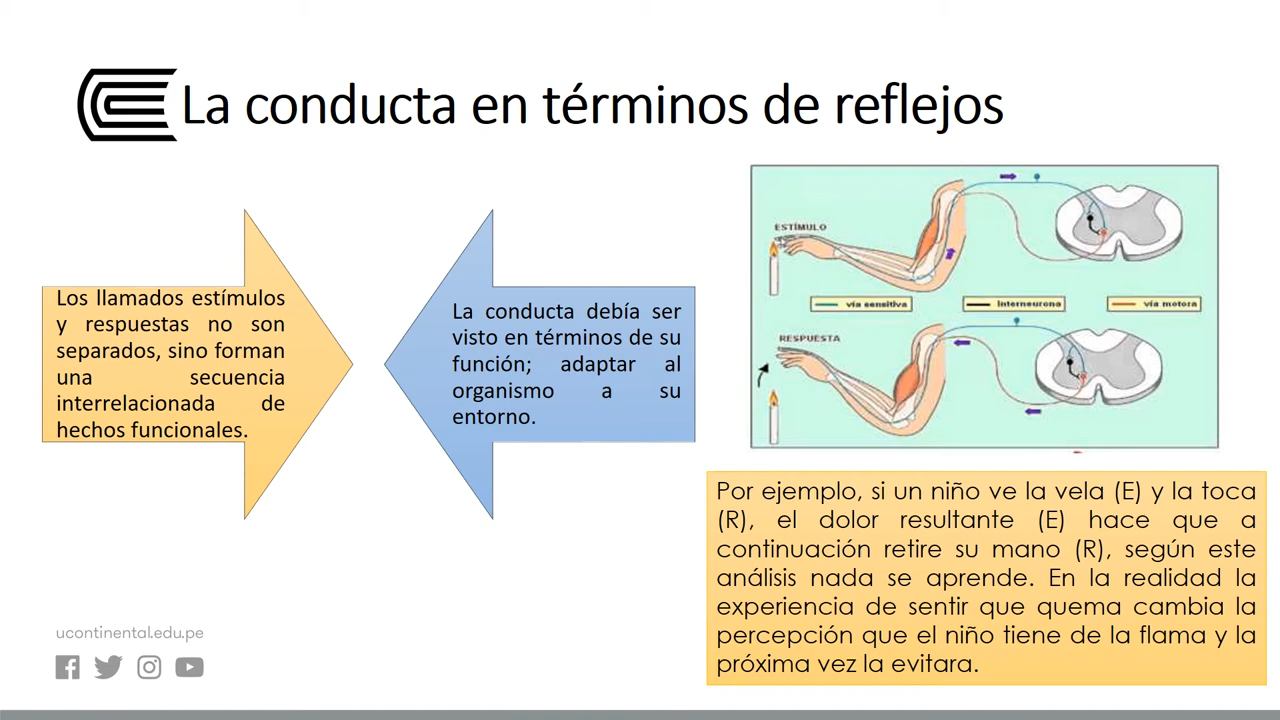 La conducta en términos de reflejos
Los llamados estímulos
y respuestas no son
separados, sino forman
una secuencia
interrelacionada de
hechos funcionales.
La conducta debía ser
visto en términos de su
función; adaptar al
organismo a su
entorno.
ESTÍMULO
vía sensitiva
Interneurona
vía motora
RESPUESTA
Por ejemplo, si un niño ve la vela (E) y la toca
(R), el dolor resultante (E) hace que a
continuación retire su mano (R), según este
análisis nada se aprende. En la realidad la
experiencia de sentir que quema cambia la
percepción que el niño tiene de la flama y la
próxima vez la evitara.
ucontinental.edu.pe